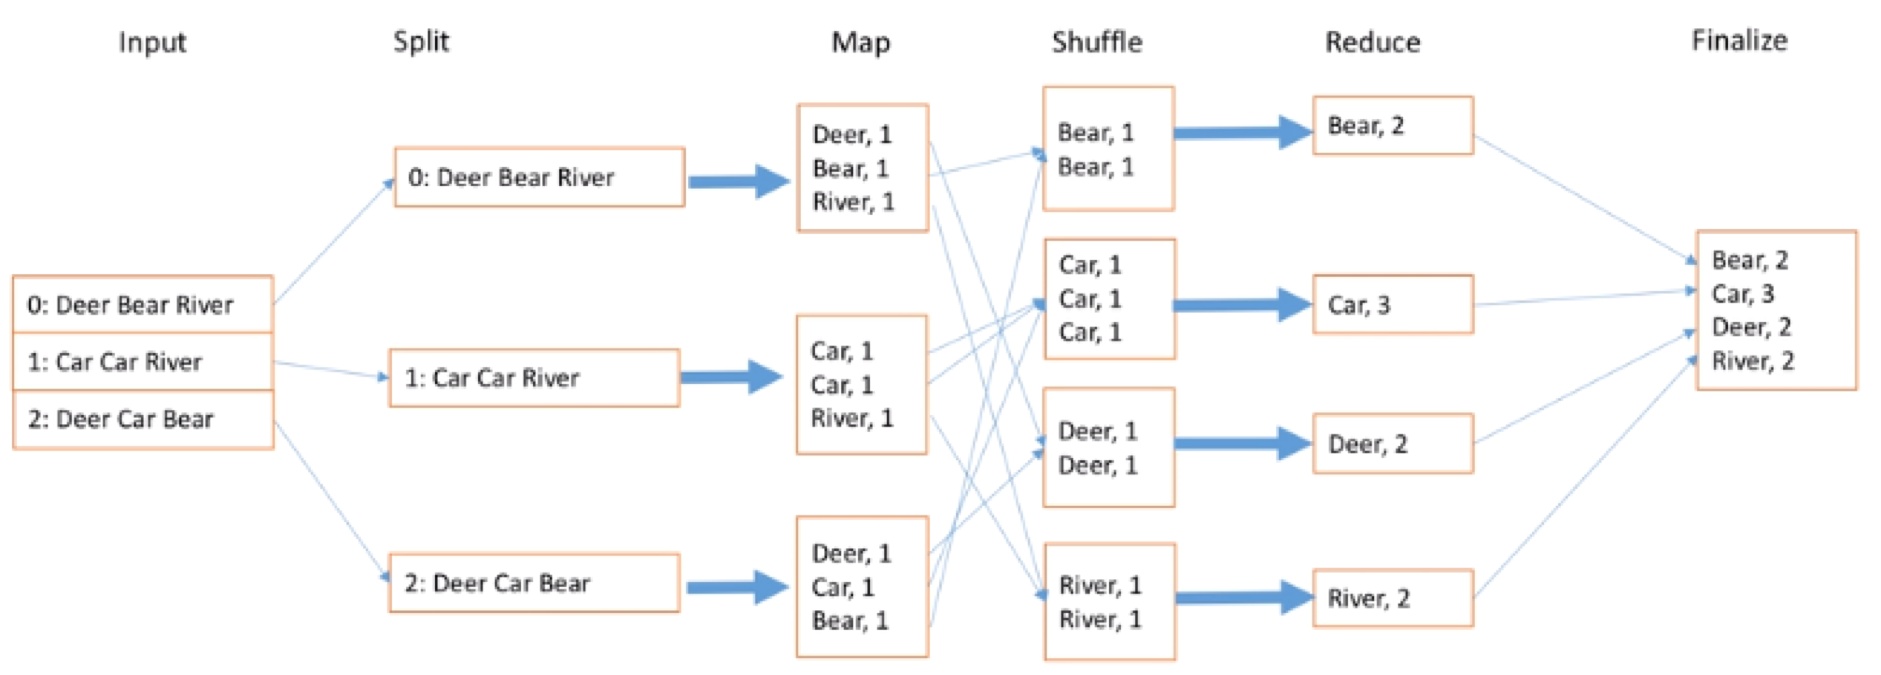 Input
Split
Map
Shuffle
Reduce
Finalize
0: Deer Bear River
1: Car Car River
2: Deer Car Bear
0: Deer Bear River
1: Car Car River
2: Deer Car Bear
Deer, 1
Bear, 1
River, 1
Car, 1
Car, 1
River, 1
Deer, 1
Car, 1
Bear, 1
Bear, 1
Bear, 1
Car, 1
Car, 1
Car, 1
Deer, 1
Deer, 1
River, 1
River, 1
Bear, 2
Car, 3
Deer, 2
River, 2
Bear, 2
Car, 3
Deer, 2
River, 2